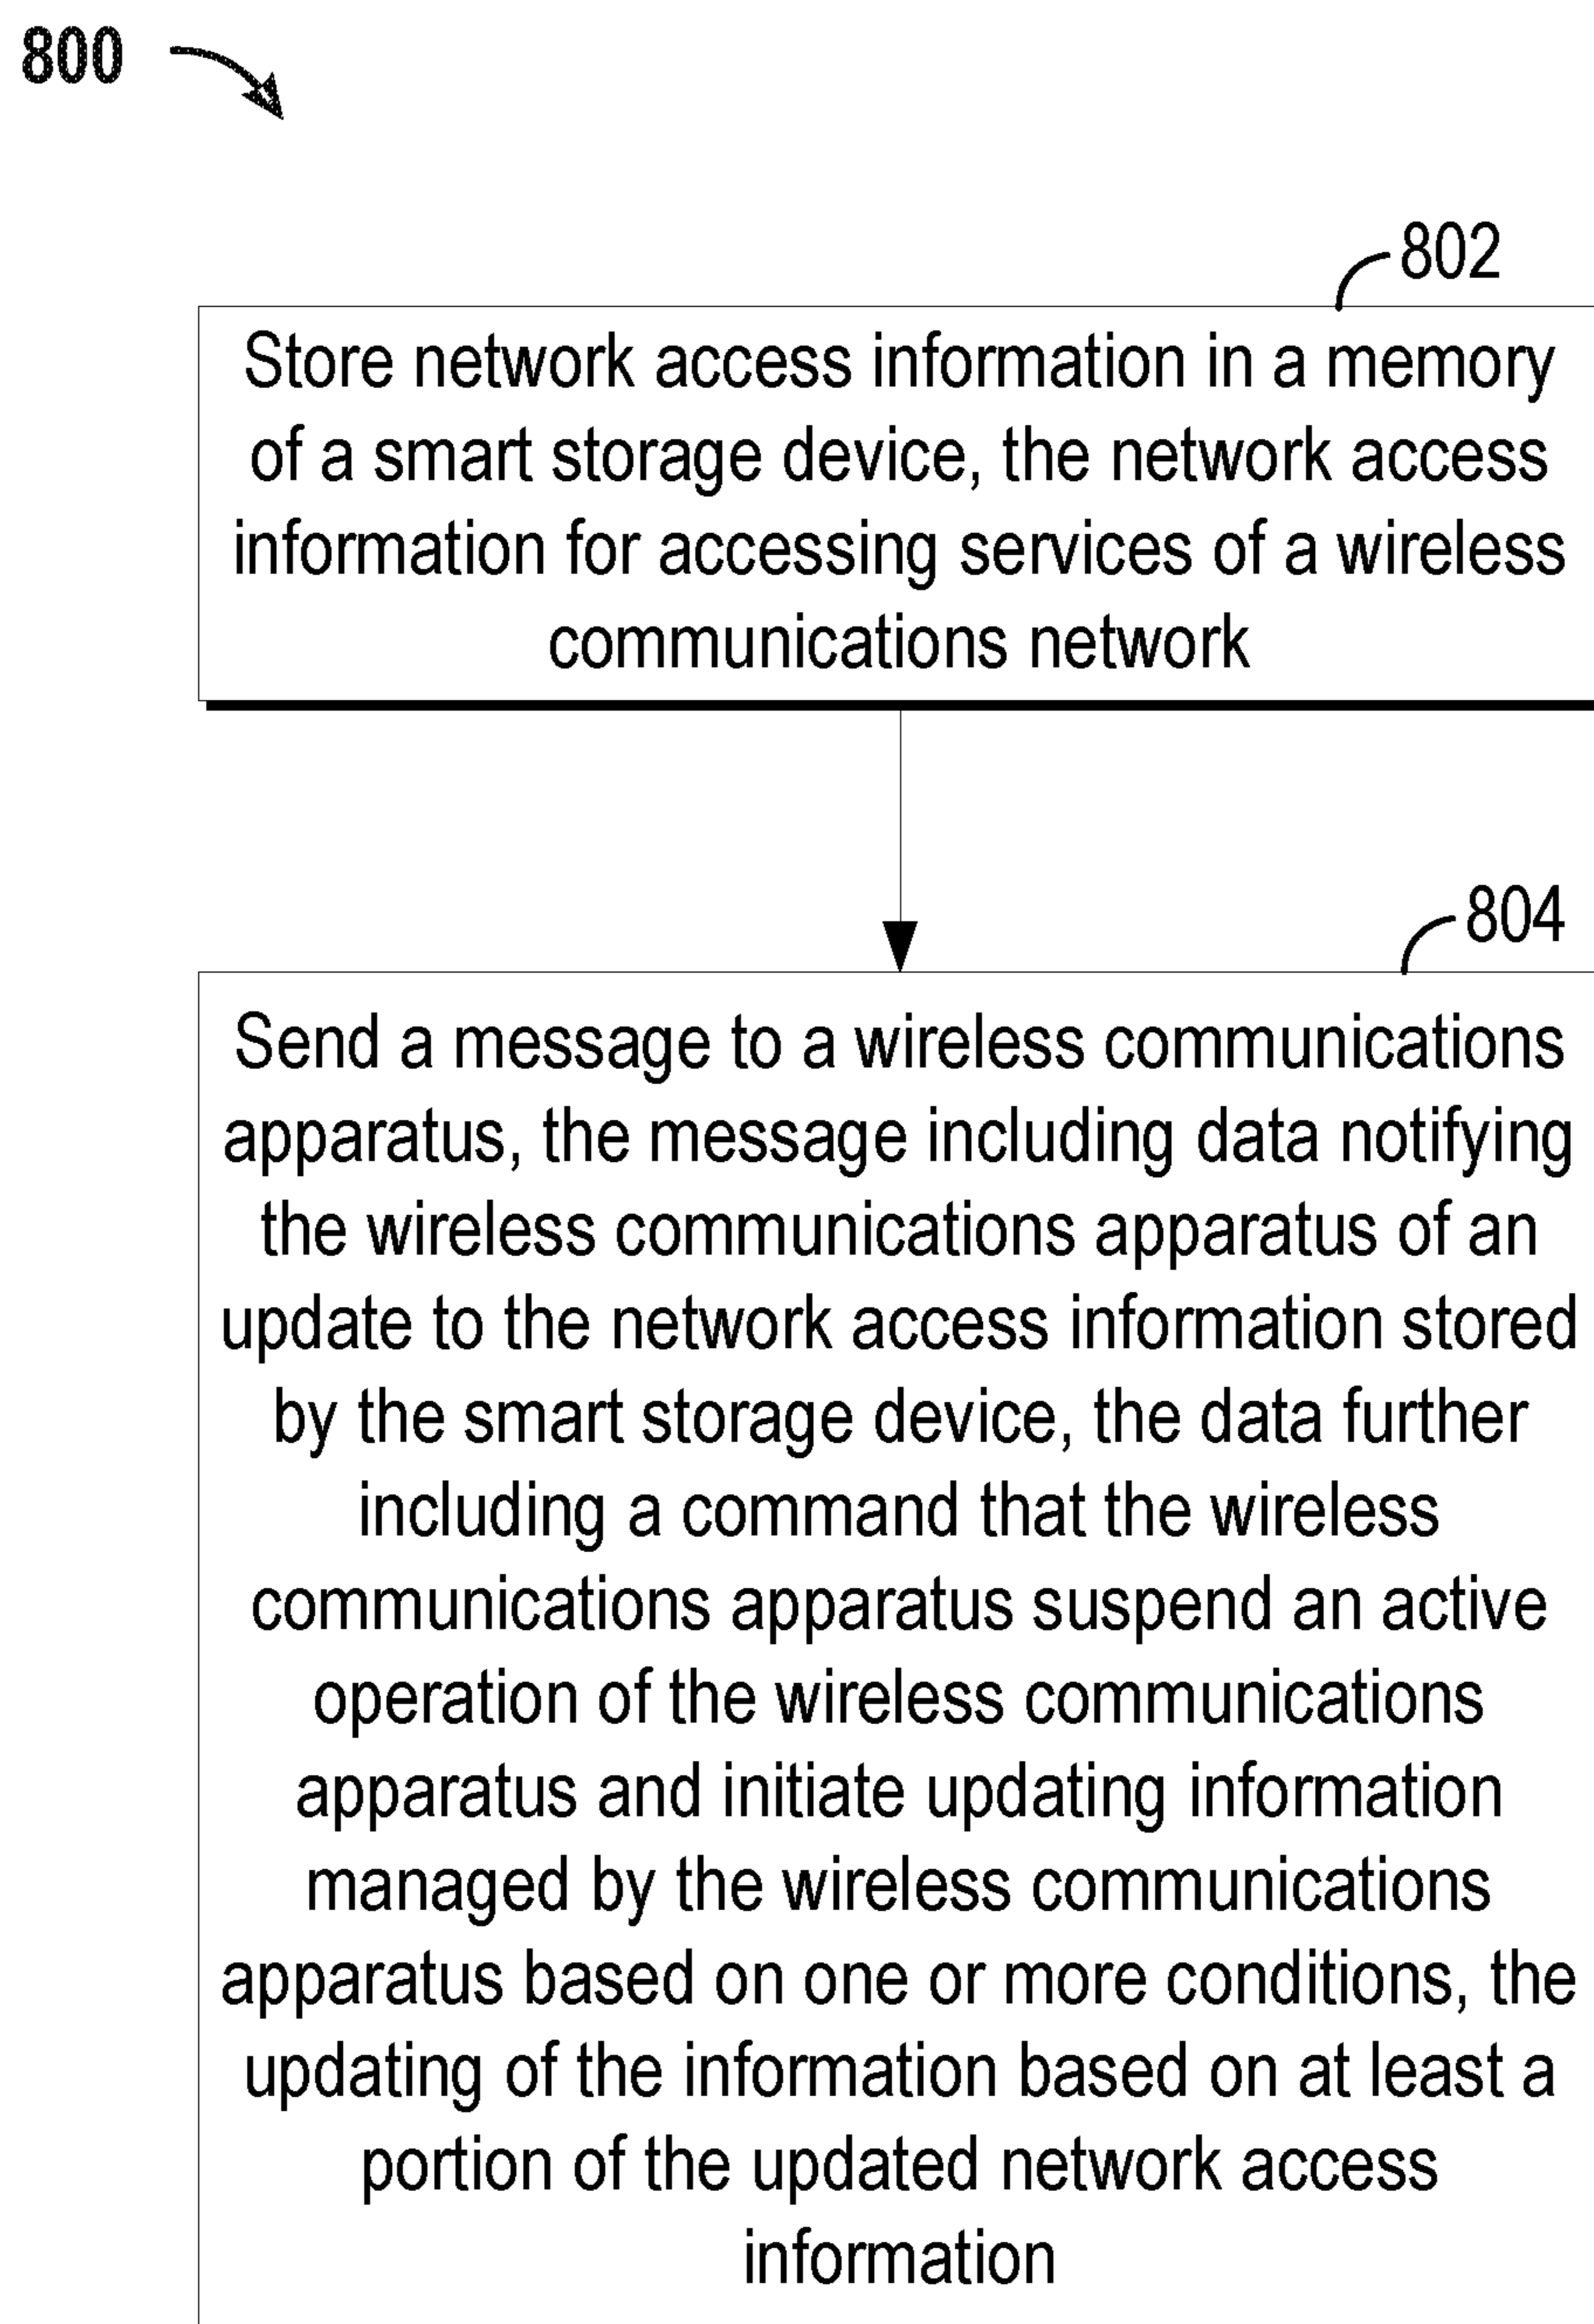 800
802
Store network access information in a memory
of a smart storage device, the network access
information for accessing services of a wireless
communications network
804
Send a message to a wireless communications
apparatus, the message including data notifying
the wireless communications apparatus of an
update to the network access information stored
by the smart storage device, the data further
including a command that the wireless
communications apparatus suspend an active
operation of the wireless communications
apparatus and initiate updating information
managed by the wireless communications
apparatus based on one or more conditions, the
updating of the information based on at least a
portion of the updated network access
information